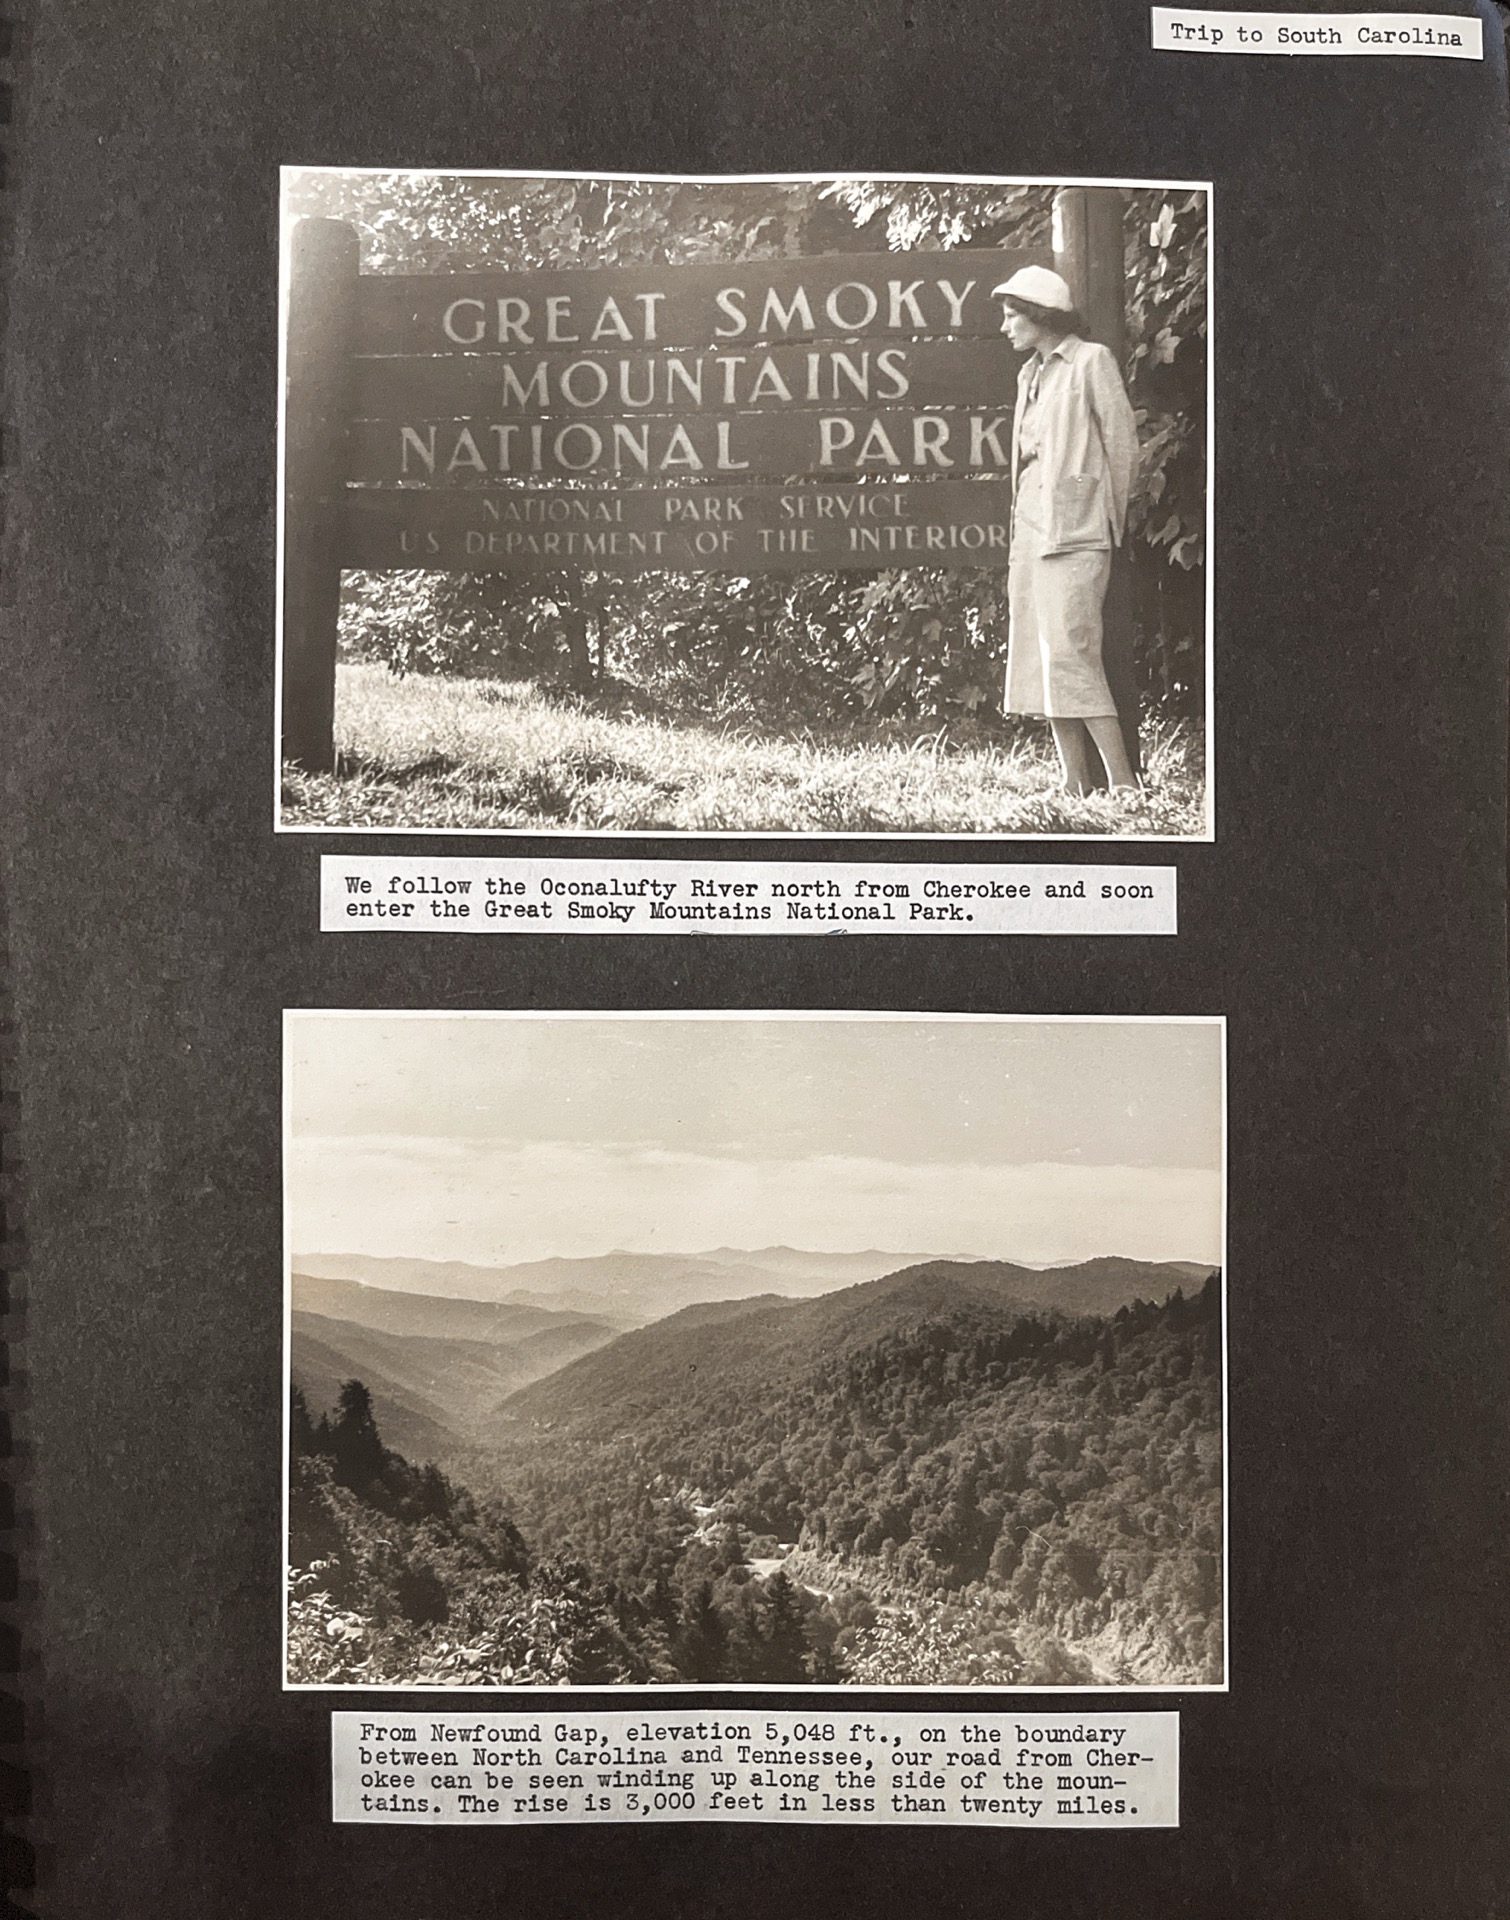 Trip to South Carolina
GREAT SMOKY
MOUNTAINS
NATIONAL PARK
NATIONAL PARK SERVICE
US DEPARTMENT OF THE INTERIOR
We follow the Oconalufty River north from Cherokee and soon
enter the Great Smoky Mountains National Park.
From Newfound Gap, elevation 5,048 ft., on the boundary
between North Carolina and Tennessee, our road from Cher-
okee can be seen winding up along the side of the moun-
tains. The rise is 3,000 feet in less than twenty miles.